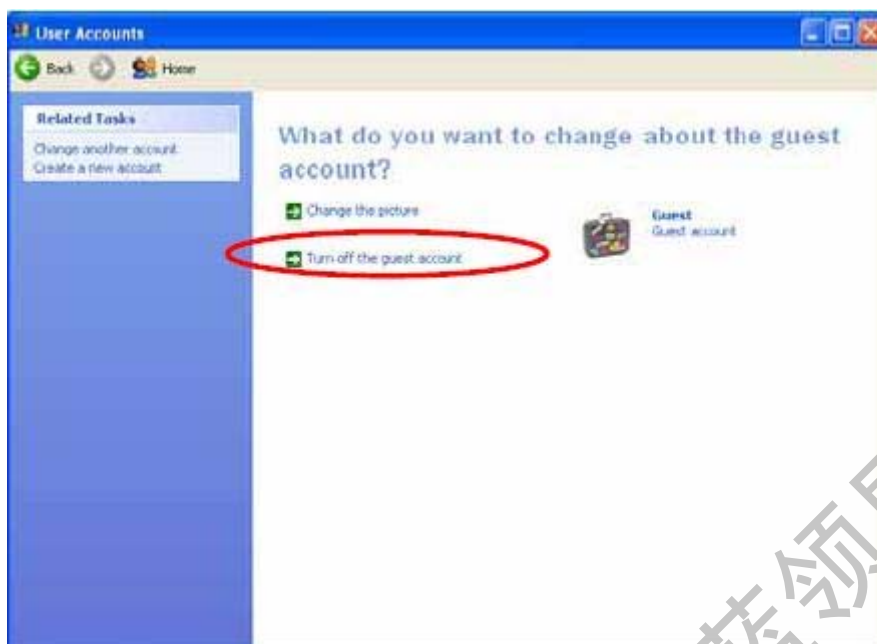 User Accounts
Back Home
Related Tasks
Change another account
Create a new account
What do you want to change about the guest
account?
Change the picture
Turn off the guest account
Guest
Guest account